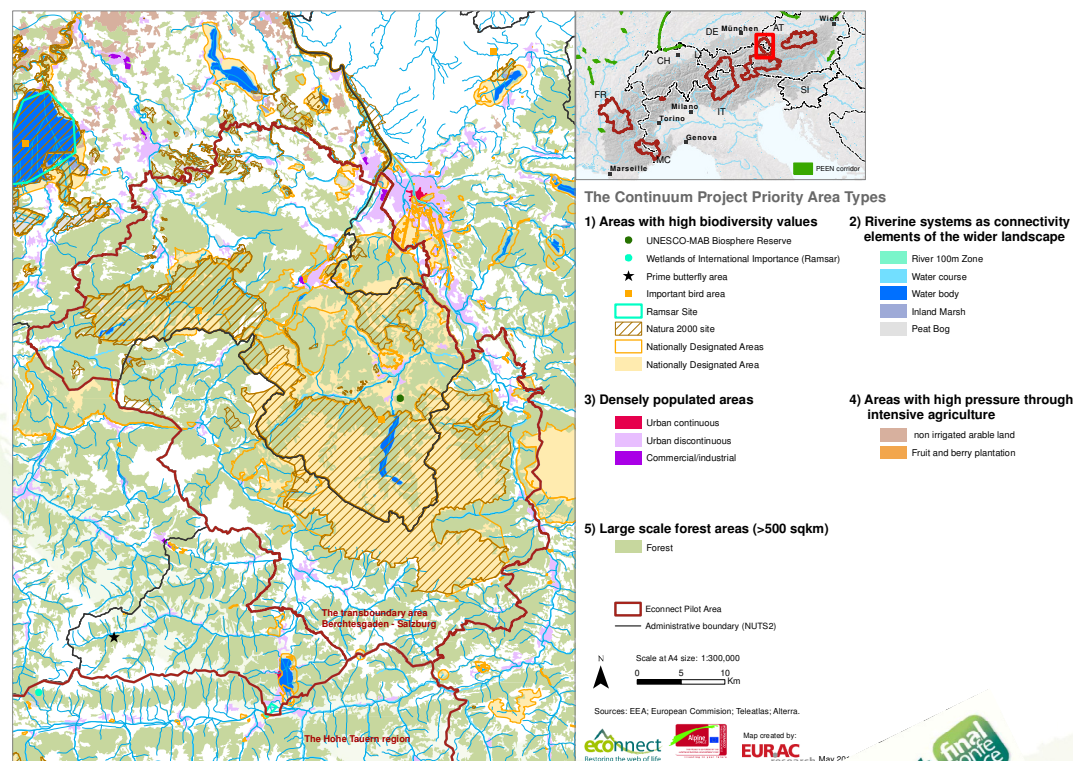 DE
München
AT
Wien
CH
FR
Milano
Torino
IT
SI
Genova
MC
Marseille
PEEN corridor
The Continum Project Priority Area Types
1) Areas with high biodiversity values
UNESCO-MAB Biosphere Reserve
Wetlands of International Importance (Ramsar)
Prime butterfly area
Important bird area
Ramsar Site
Natura 2000 site
Nationally Designated Areas
Nationally Designated Area
2) Riverine systems as connectivity
elements of the wider landscape
River 100m Zone
Water course
Water body
Inland Marsh
Peat Bog
3) Densely populated areas
Urban continuous
Urban discontinuous
Commercial/industrial
4) Areas with high pressure through
intensive agriculture
non irrigated arable land
Fruit and berry plantation
5) Large scale forest areas (>500 sqkm)
Forest
Econnect Pilot Area
Administrative boundary (NUTS2)
The transboundary area
Berchtesgaden - Salzburg
The Hohe Tauern region
N
Scale at A4 size: 1:300,000
0 5 10
Km
Sources: EEA; European Commision; Teleatlas; Alterra.
econnect
Restoring the web of life
Alpine
Map created by:
EURAC
research May
final